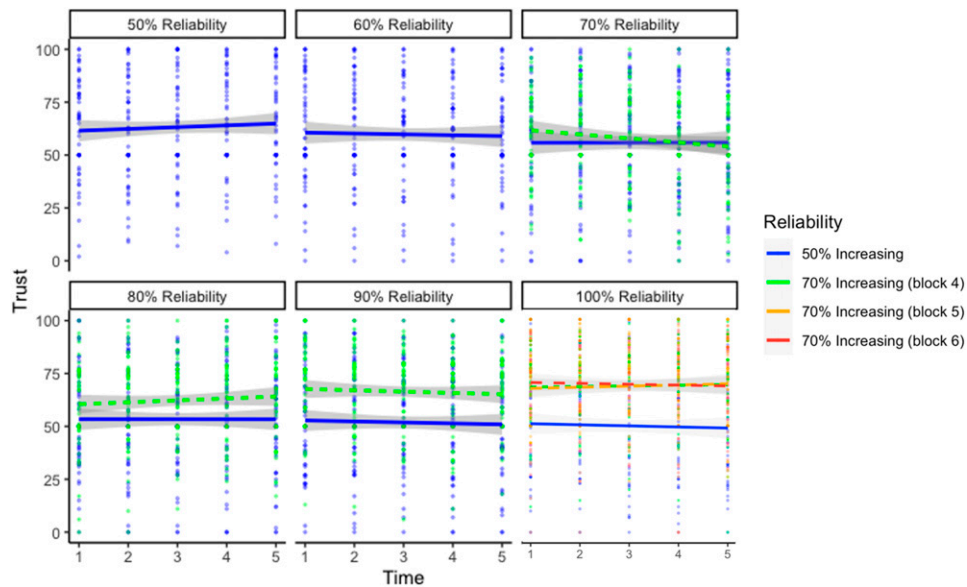 50% Reliability
60% Reliability
70% Reliability
100
75
50
25
0
Trust
80% Reliability
90% Reliability
100% Reliability
100
75
50
25
0
1 2 3 4 5
1 2 3 4 5
1 2 3 4 5
Time
Reliability
50% Increasing
70% Increasing (block 4)
70% Increasing (block 5)
70% Increasing (block 6)